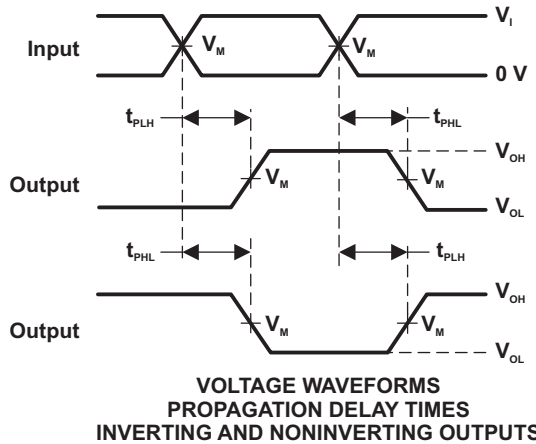 V_I
Input
V_M
V_M
0 V
t_PLH
t_PHL
V_OH
Output
V_M
V_M
V_OL
t_PHL
t_PLH
V_OH
Output
V_M
V_M
V_OL
VOLTAGE WAVEFORMS
PROPAGATION DELAY TIMES
INVERTING AND NONINVERTING OUTPUTS